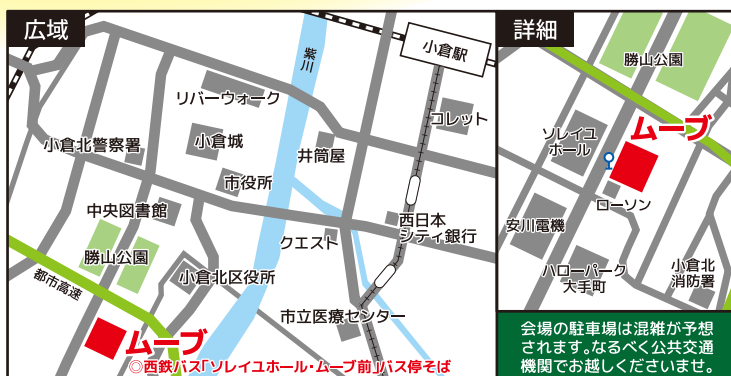 広域
小倉駅
紫川
リバーウォーク
コレット
小倉城
井筒屋
小倉北警察署
市役所
中央図書館
西日本
シティ銀行
クエスト
勝山公園
小倉北区役所
都市高速
市立医療センター
ムーブ
◎西鉄バス「ソレイユホール・ムーブ前」バス停そば
詳細
勝山公園
ソレイユ
ホール
ムーブ
ローソン
安川電機
ハローパーク
大手町
小倉北
消防署
会場の駐車場は混雑が予想
されます。なるべく公共交通
機関でお越しくださいませ。